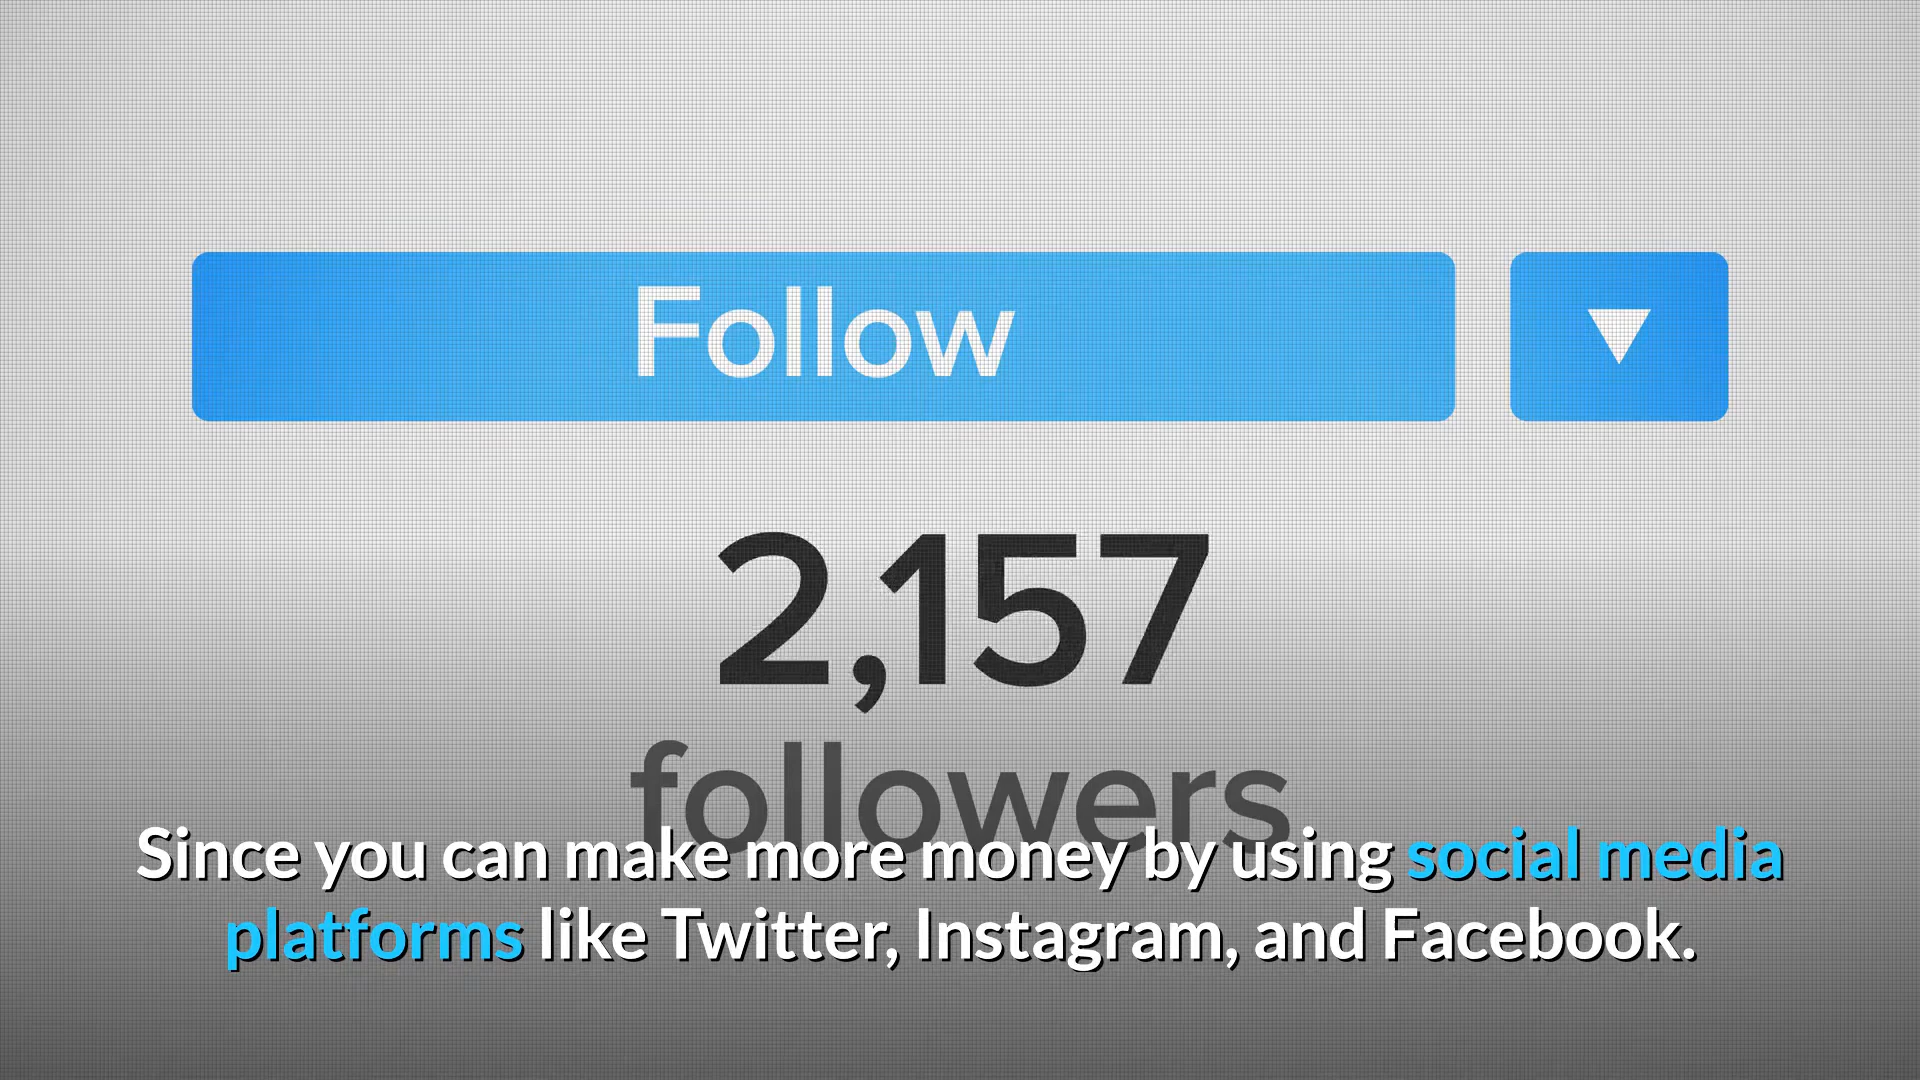 Follow
2,157
followers
Since you can make more money by using social media
platforms like Twitter, Instagram, and Facebook.